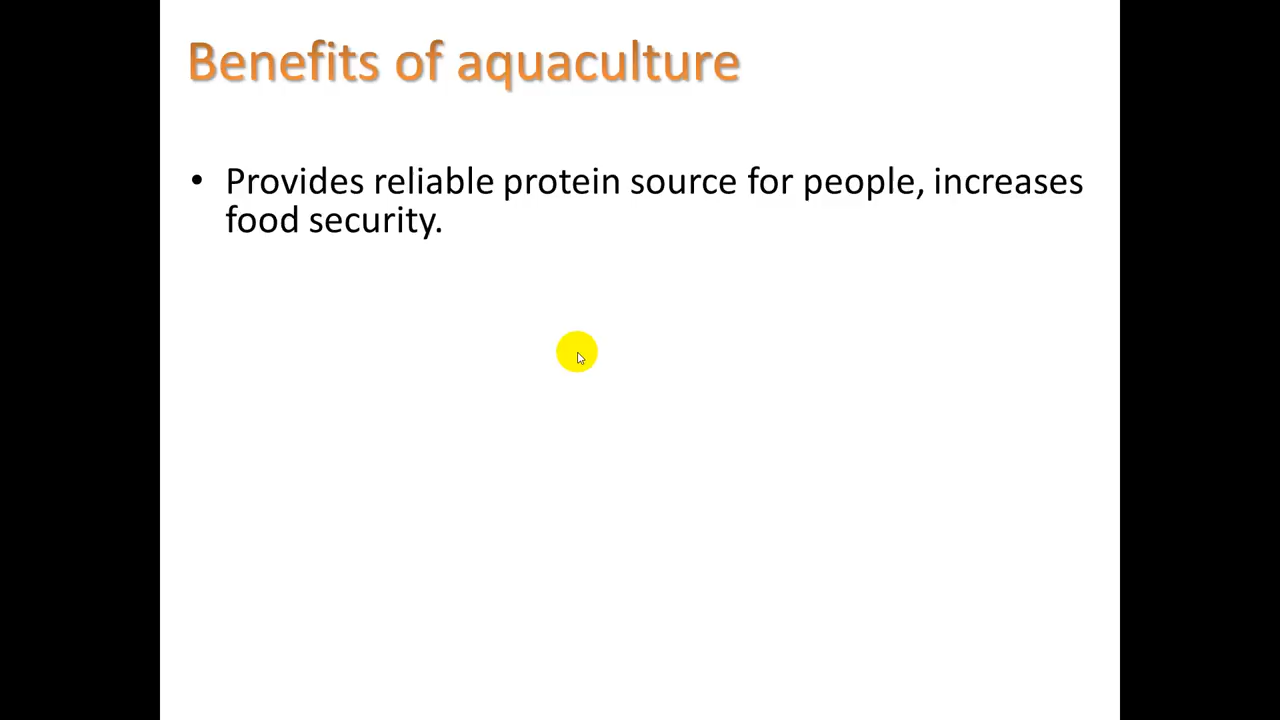 Benefits of aquaculture
• Provides reliable protein source for people, increases
food security.